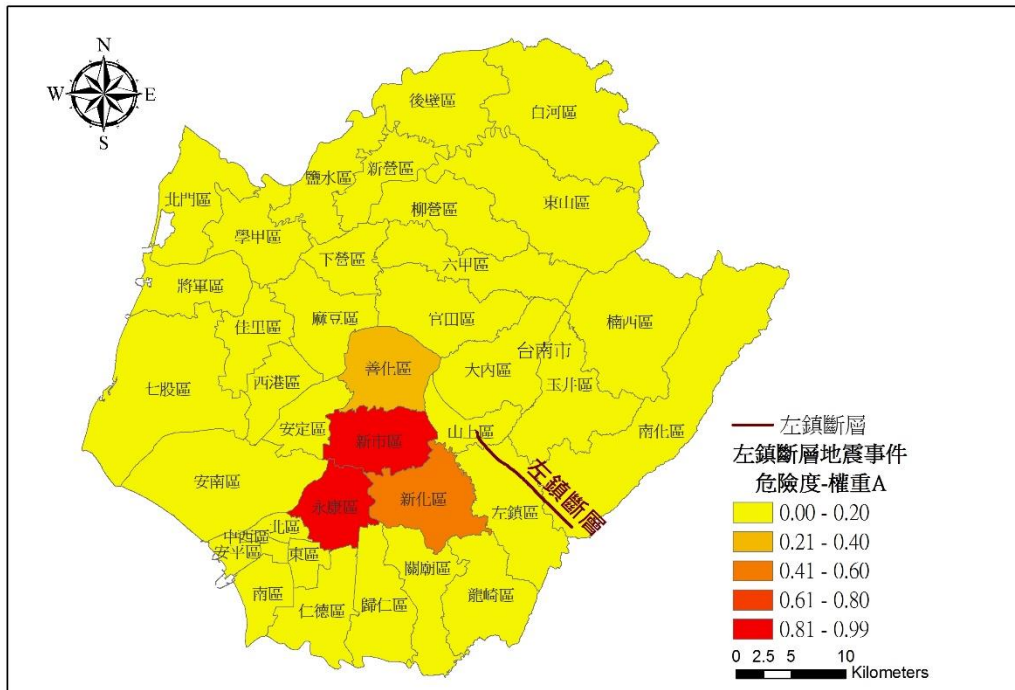 N
W
E
S
後壁區
白河區
新營區
鹽水區
北門區
東山區
柳營區
學甲區
下營區
六甲區
將軍區
麻豆區
官田區
楠西區
佳里區
台南市
善化區
大內區
西港區
玉井區
七股區
安定區
新市區
山上區
南化區
安南區
新化區
永康區
左鎮區
左鎮斷層
北區
中西區
安平區
東區
關廟區
南區
仁德區
歸仁區
龍崎區
左鎮斷層
左鎮斷層地震事件
危險度-權重A
0.00 - 0.20
0.21 - 0.40
0.41 - 0.60
0.61 - 0.80
0.81 - 0.99
0 2.5 5 10
Kilometers